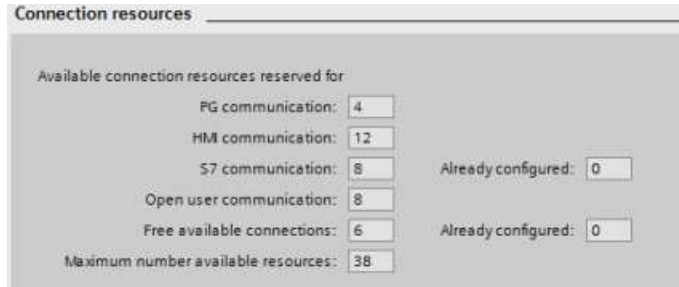 Connection resources
Available connection resources reserved for
PG communication: 4
HMI communication: 12
S7 communication: 8 Already configured: 0
Open user communication: 8
Free available connections: 6 Already configured: 0
Maximum number available resources: 38